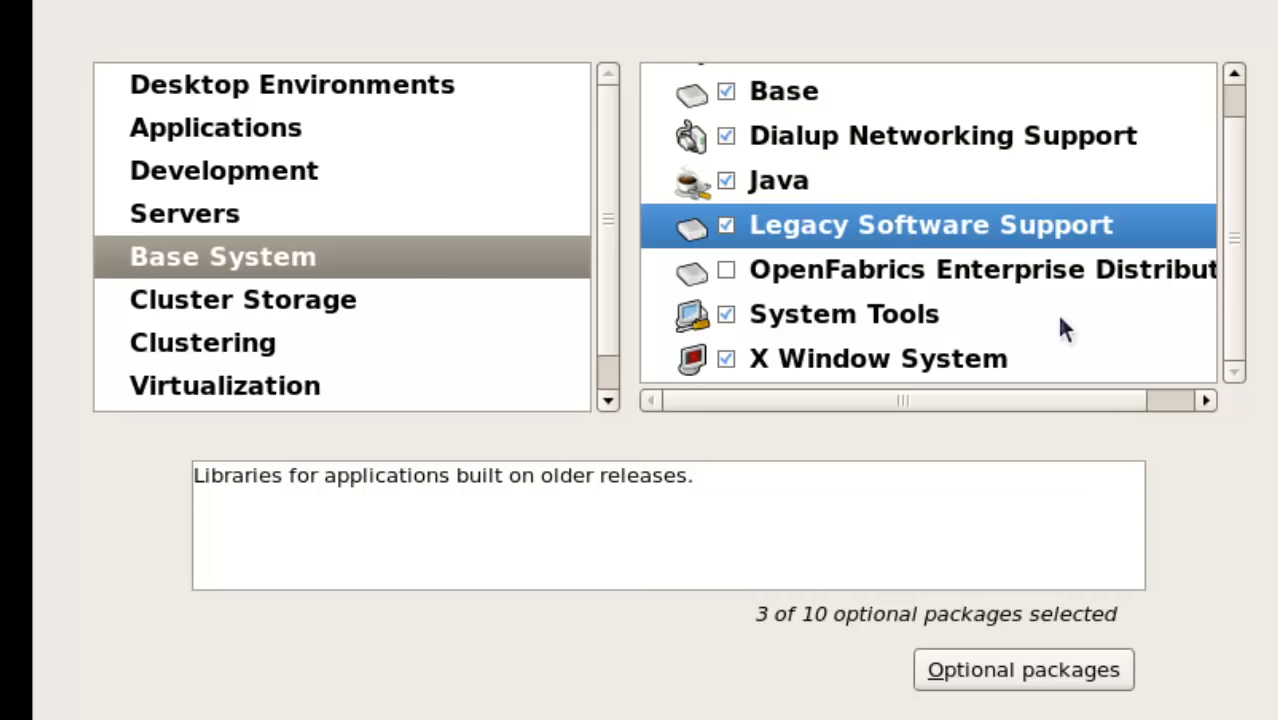 Desktop Environments
Applications
Development
Servers
Base System
Cluster Storage
Clustering
Virtualization
Base
Dialup Networking Support
Java
Legacy Software Support
OpenFabrics Enterprise Distribut
System Tools
X Window System
Libraries for applications built on older releases.
3 of 10 optional packages selected
Optional packages